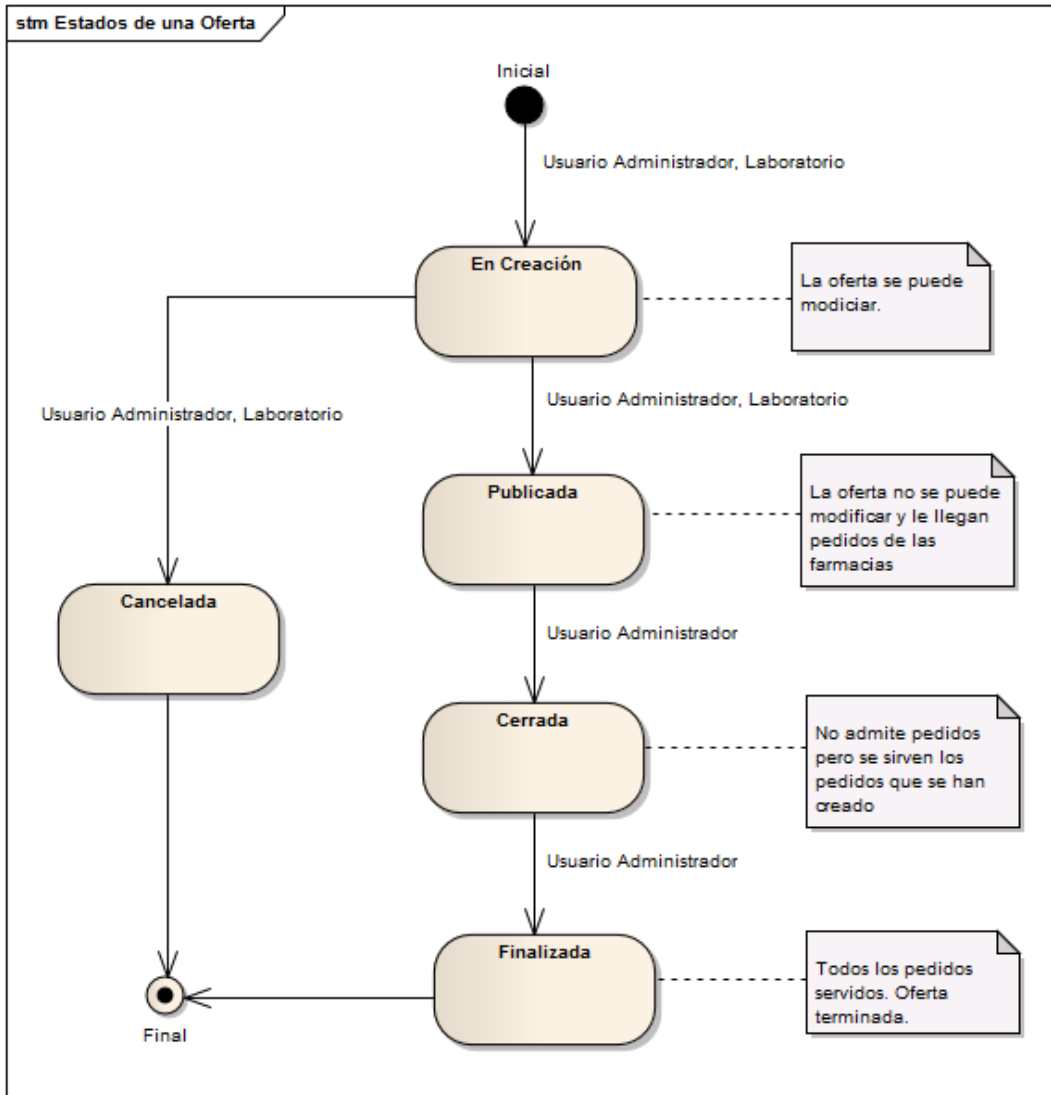 stm Estados de una Oferta
Inicial
Usuario Administrador, Laboratorio
En Creación
La oferta se puede
modiciar.
Usuario Administrador, Laboratorio
Usuario Administrador, Laboratorio
Publicada
La oferta no se puede
modificar y le llegan
pedidos de las
farmacias
Cancelada
Usuario Administrador
Cerrada
No admite pedidos
pero se sirven los
pedidos que se han
creado
Usuario Administrador
Finalizada
Todos los pedidos
servidos. Oferta
terminada.
Final